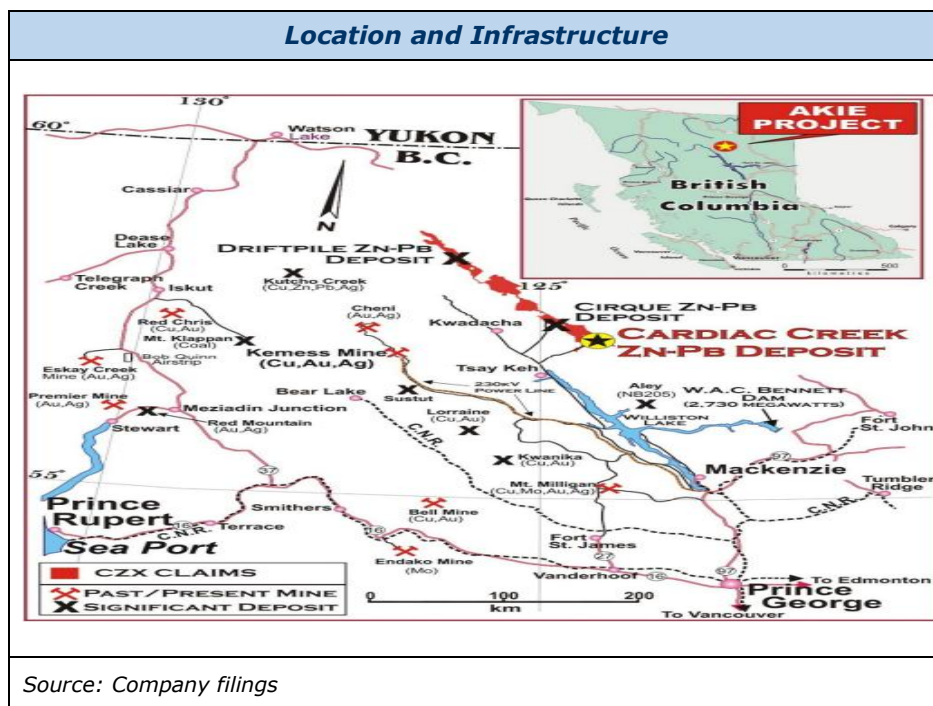 Location and Infrastructure
130°
60°
Watson
Lake
YUKON
B.C.
AKIE
PROJECT
British
Columbia
500
kilometres
Cassiar
N
Dease
Lake
DRIFTPILE ZN-PB
DEPOSIT
Telegraph
Creek
Iskut
Kutcho Creek
(Cu,Zn,Pb,Ag)
125°
CIRQUE ZN-PB
DEPOSIT
Cheni
(Au,Ag)
Kwadacha
CARDIAC CREEK
ZN-PB DEPOSIT
Red Chris
(Cu,Au)
Mt. Klappan
(Coal)
Kemess Mine
(Cu,Au,Ag)
Bob Quinn
Airstrip
Eskay Creek
Mine (Au,Ag)
Tsay Keh
230kV
POWER LINE
Aley
(NB205)
W.A.C. BENNETT
DAM
(2,730 MEGAWATTS)
Premier Mine
(Au,Ag)
Meziadin Junction
Bear Lake
Sustut
Lorraine
(Cu,Au)
WILLISTON
LAKE
Fort
St. John
Stewart
Red Mountain
(Au,Ag)
C.N.R.
Kwanika
(Cu,Au)
97
Mackenzie
55°
37
Mt. Milligan
(Cu,Mo,Au,Ag)
Tumbler
Ridge
C.N.R.
Prince
Rupert
16
C.N.R.
Terrace
Smithers
Bell Mine
(Cu,Au)
Sea Port
16
Endako Mine
(Mo)
Fort
St. James
27
Vanderhoof
16
97
To Edmonton
Prince
George
To Vancouver
CZX CLAIMS
PAST/PRESENT MINE
SIGNIFICANT DEPOSIT
0
100
200
km
Source: Company filings